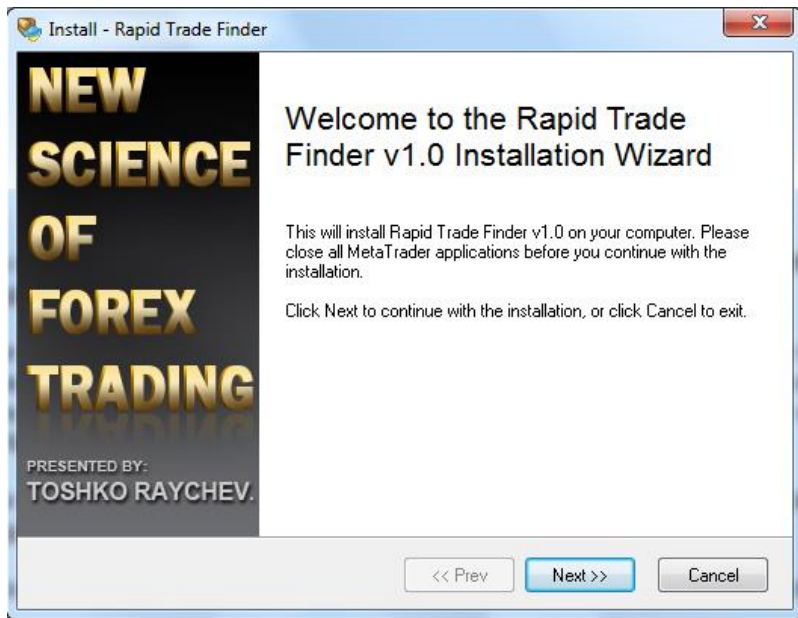 Install - Rapid Trade Finder
NEW
SCIENCE
OF
FOREX
TRADING
PRESENTED BY:
TOSHKO RAYCHEV.
Welcome to the Rapid Trade
Finder v1.0 Installation Wizard
This will install Rapid Trade Finder v1.0 on your computer. Please
close all MetaTrader applications before you continue with the
installation.
Click Next to continue with the installation, or click Cancel to exit.
<< Prev
Next >>
Cancel